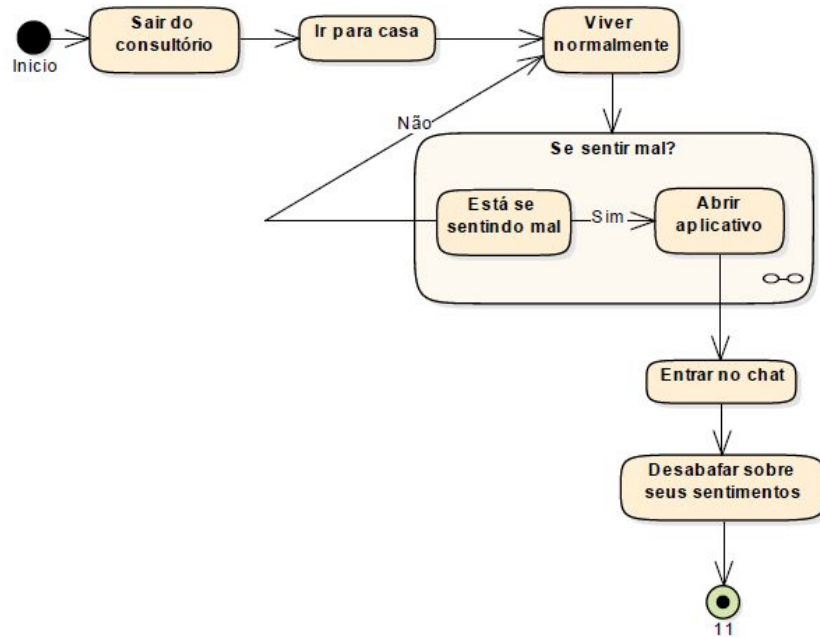 Inicio
Sair do
consultório
Ir para casa
Viver
normalmente
Não
Se sentir mal?
Está se
sentindo mal
Sim
Abrir
aplicativo
Entrar no chat
Desabafar sobre
seus sentimentos
11